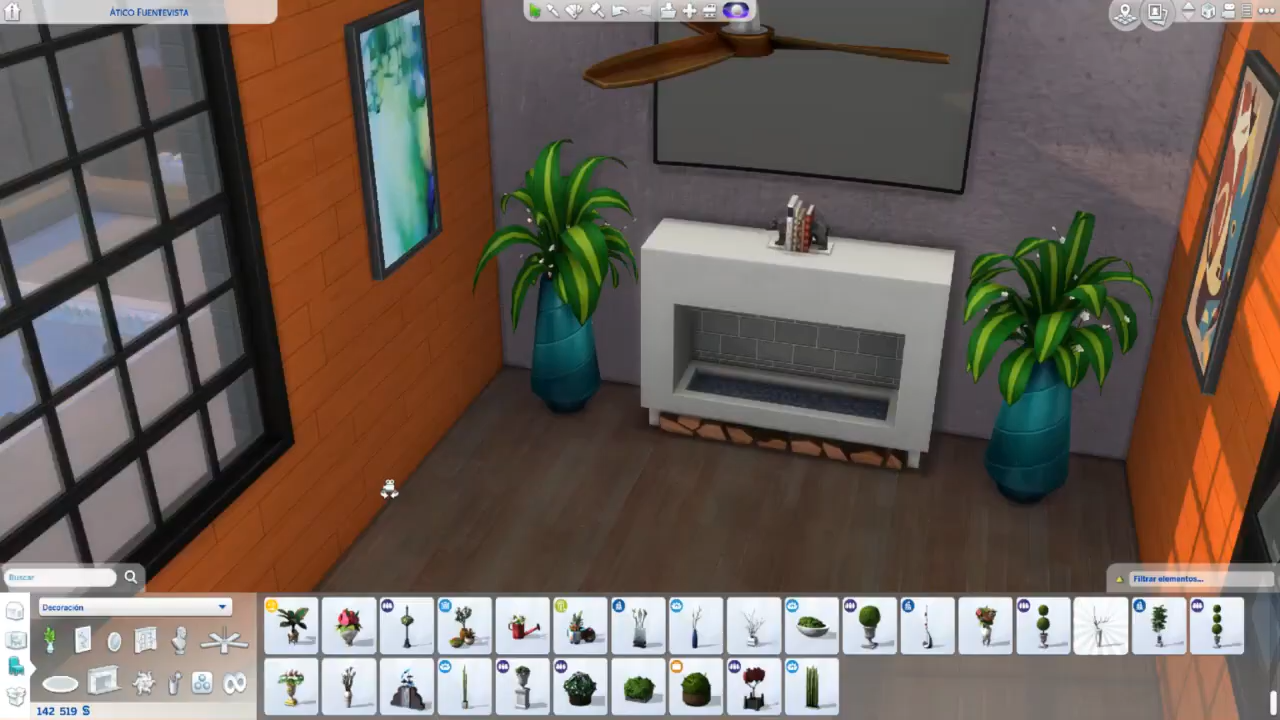 Ático Fuentevista
Buscar
Filtrar elementos...
Decoración
142 519 $